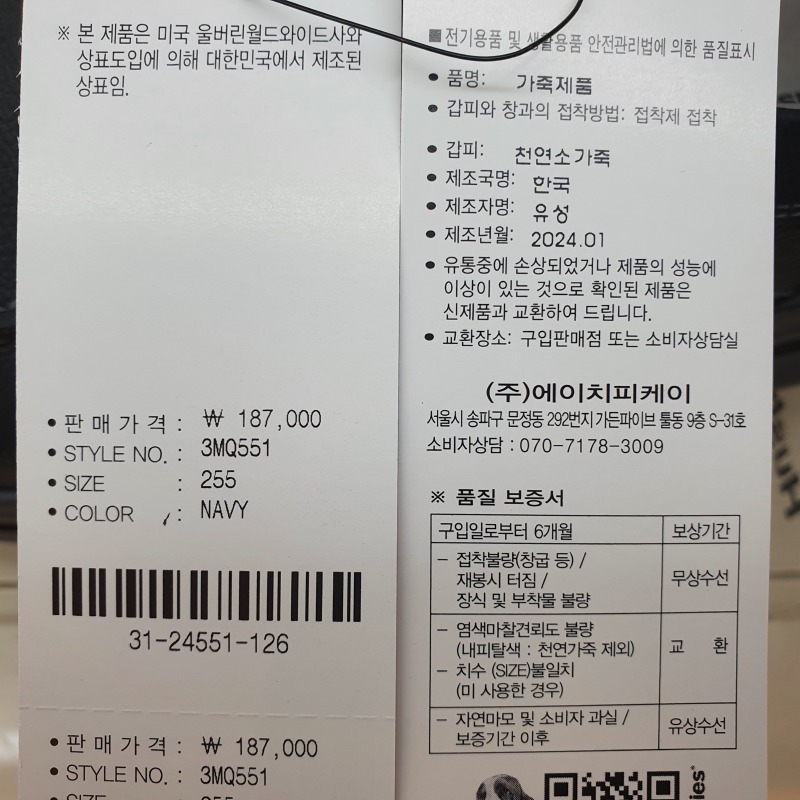 ※ 본 제품은 미국 울버린월드와이드사와
상표도입에 의해 대한민국에서 제조된
상표임.
• 판 매 가 격 : ₩ 187,000
• STYLE NO. : 3MQ551
• SIZE : 255
• COLOR : NAVY
31-24551-126
• 판 매 가 격 : ₩ 187,000
• STYLE NO. : 3MQ551
■전기용품 및 생활용품 안전관리법에 의한 품질표시
• 품명: 가죽제품
• 갑피와 창과의 접착방법: 접착제 접착
• 갑피: 천연소가죽
• 제조국명: 한국
• 제조자명: 유성
• 제조년월: 2024.01
• 유통중에 손상되었거나 제품의 성능에
이상이 있는 것으로 확인된 제품은
신제품과 교환하여 드립니다.
• 교환장소: 구입판매점 또는 소비자상담실
(주)에이치피케이
서울시 송파구 문정동 292번지 가든파이브 툴동 9층 S-31호
소비자상담 : 070-7178-3009
※ 품질 보증서
구입일로부터 6개월 보상기간
- 접착불량(창굽 등) /
재봉시 터짐 /
장식 및 부착물 불량
무상수선
- 염색마찰견뢰도 불량
(내피탈색 : 천연가죽 제외)
- 치수 (SIZE)불일치
(미 사용한 경우)
교 환
- 자연마모 및 소비자 과실 /
보증기간 이후
유상수선